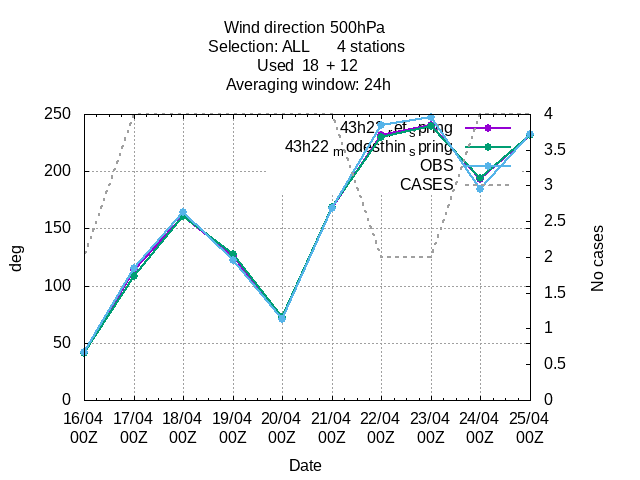 Wind direction 500hPa
Selection: ALL 4 stations
Used 18 + 12
Averaging window: 24h
250
200
150
100
50
0
4
3.5
3
2.5
2
1.5
1
0.5
0
deg
No cases
43h22_ref_spring
43h22_modesthin_spring
OBS
CASES
16/04 17/04 18/04 19/04 20/04 21/04 22/04 23/04 24/04 25/04
00Z 00Z 00Z 00Z 00Z 00Z 00Z 00Z 00Z 00Z
Date